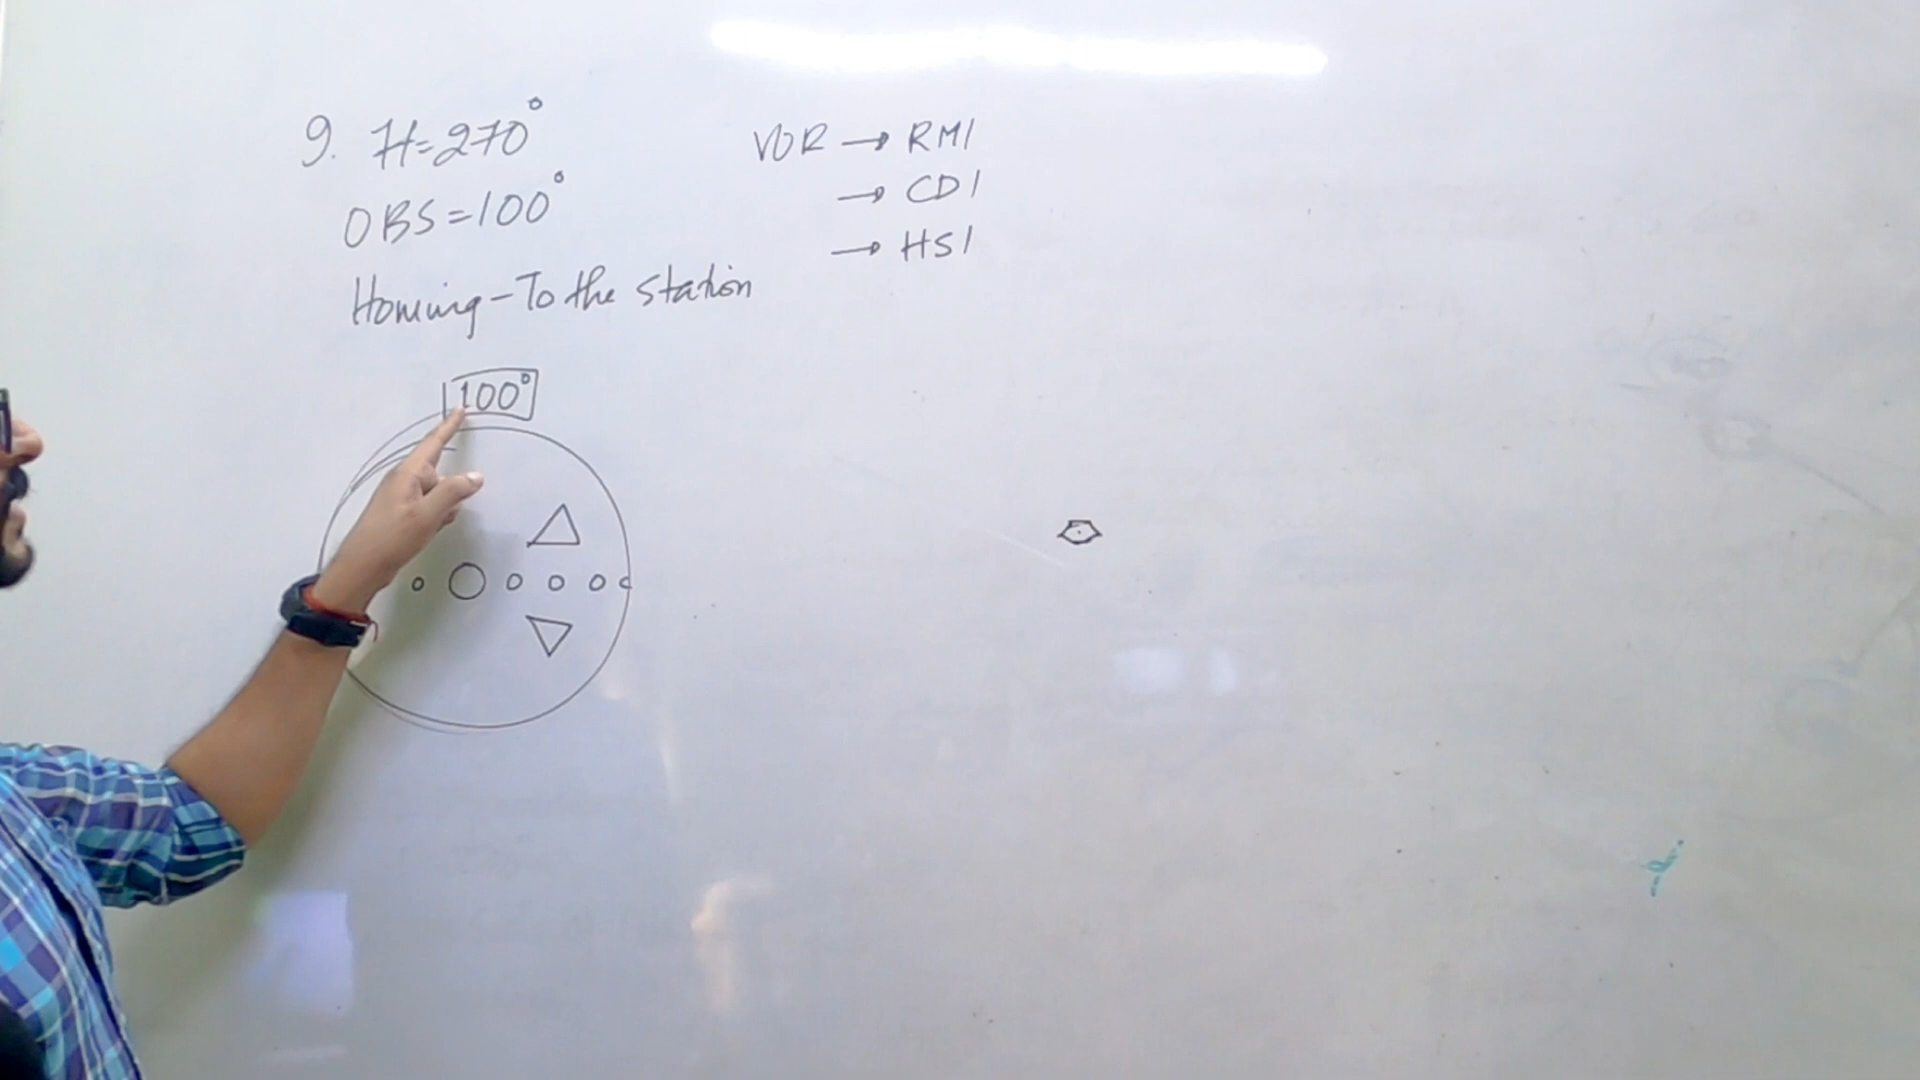 9. H=270°
OBS=100°
Homing-To the station
VOR → RMI
→ CDI
→ HSI
100°